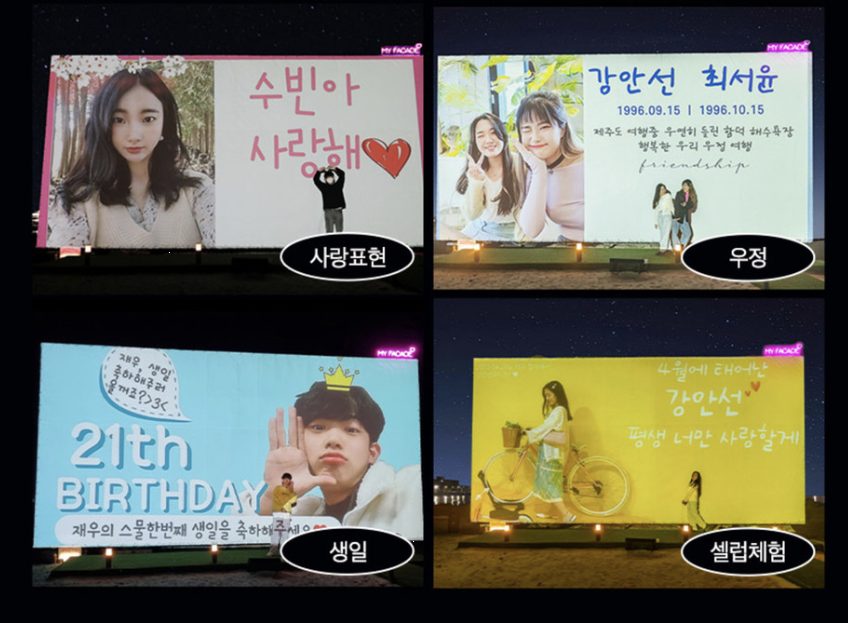 MY FACADE
수빈아
사랑해
사랑표현
MY FACADE
강안선 최서윤
1996.09.15 | 1996.10.15
제주도 여행중 우연히 들린 함덕 해수욕장
행복한 우리 우정 여행
friendship
우정
MY FACADE
재우, 생일
축하해주러
올꺼죠?>3<
21th
BIRTHDAY
재우의 스물한번째 생일을 축하해주세요
생일
MY FACADE
4월에 태어난
강안선
평생 너만 사랑할게
셀럽체험